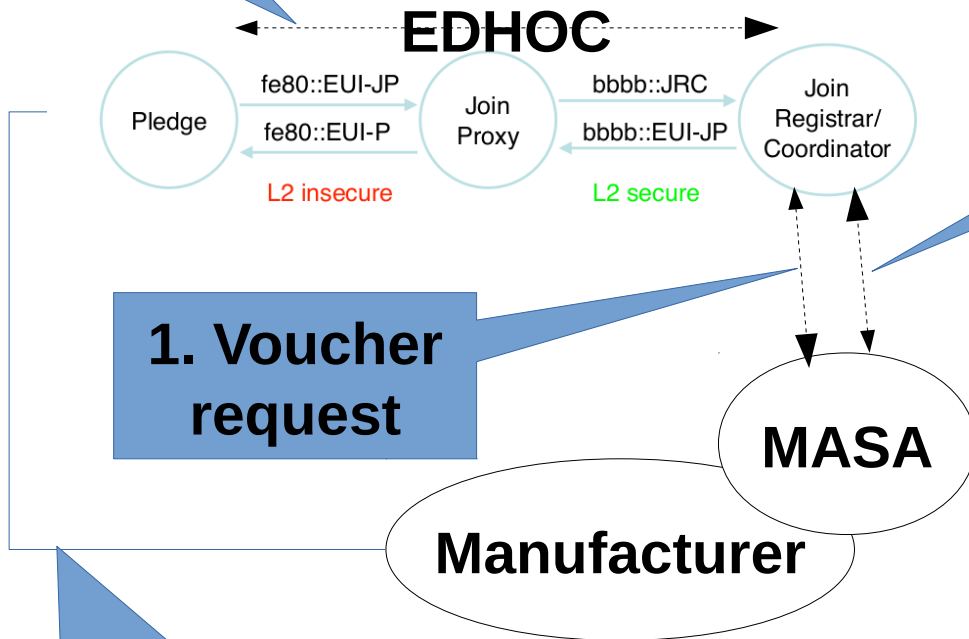 EDHOC
fe80::EUI-JP
bbbb::JRC
Pledge
Join
Proxy
Join
Registrar/
Coordinator
fe80::EUI-P
bbbb::EUI-JP
L2 insecure
L2 secure
1. Voucher
request
MASA
Manufacturer